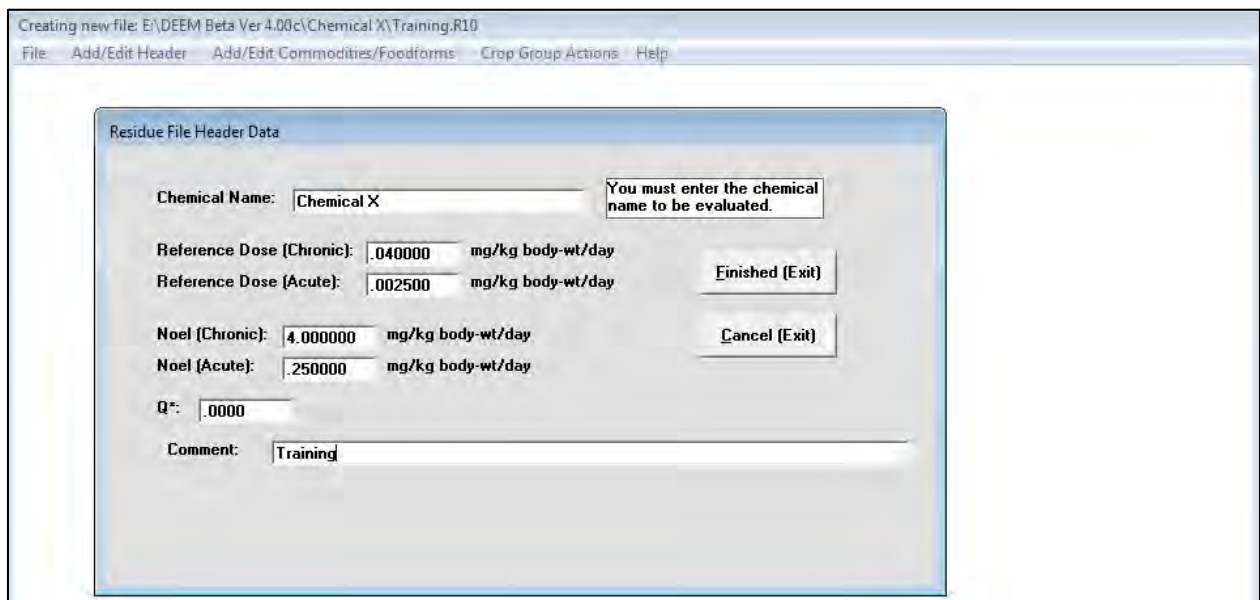 Creating new file: E:\DEEM Beta Ver 4.00c\Chemical X\Training.R10
File Add/Edit Header Add/Edit Commodities/Foodforms Crop Group Actions Help
Residue File Header Data
Chemical Name: Chemical X
You must enter the chemical
name to be evaluated.
Reference Dose (Chronic): .040000 mg/kg body-wt/day
Reference Dose (Acute): .002500 mg/kg body-wt/day
Finished (Exit)
Noel (Chronic): 4.000000 mg/kg body-wt/day
Cancel (Exit)
Noel (Acute): .250000 mg/kg body-wt/day
Q*: .0000
Comment: Training